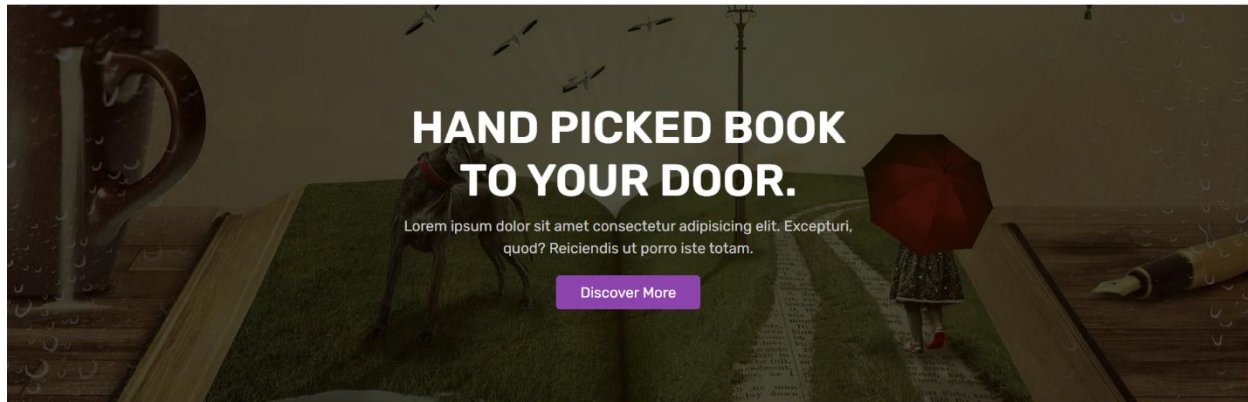 HAND PICKED BOOK
TO YOUR DOOR.
Lorem ipsum dolor sit amet consectetur adipisicing elit. Excepturi,
quod? Reiciendis ut porro iste totam.
Discover More